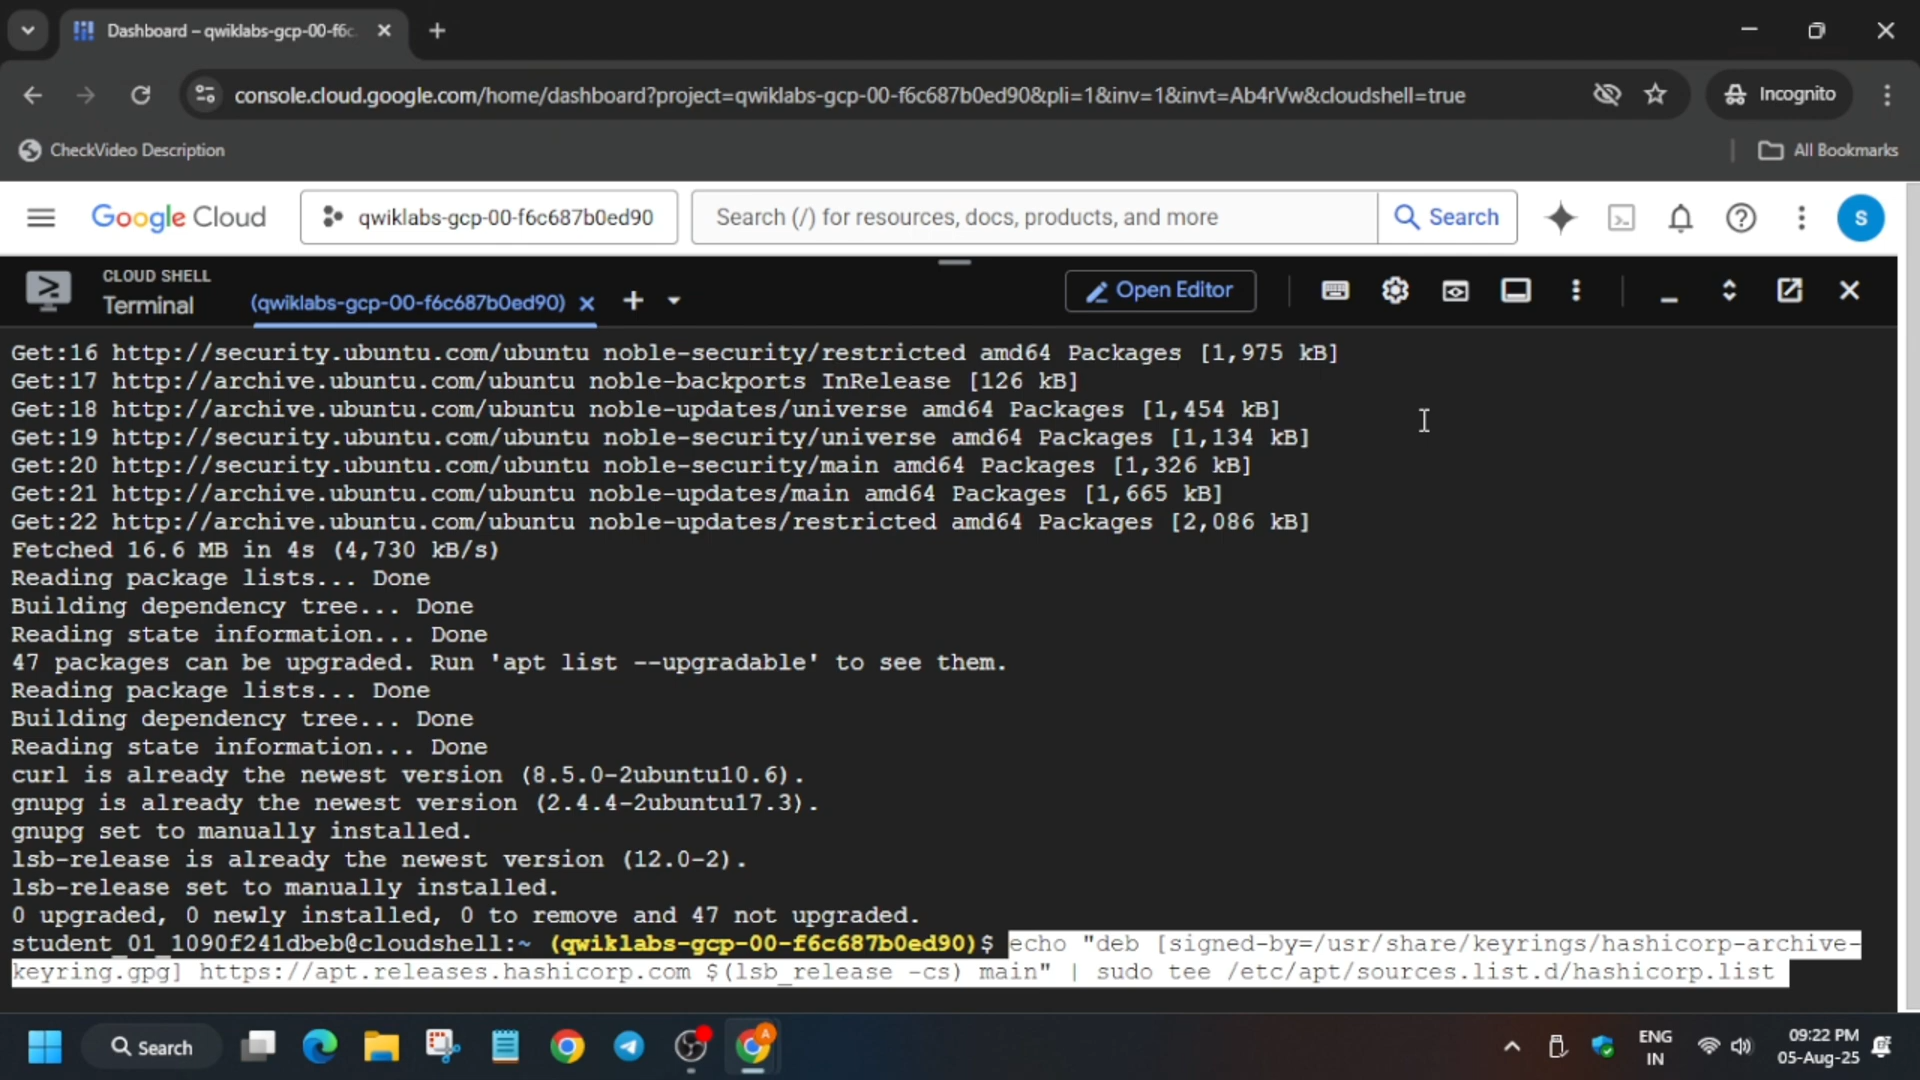 Dashboard – qwiklabs-gcp-00-f6c
console.cloud.google.com/home/dashboard?project=qwiklabs-gcp-00-f6c687b0ed90&pli=1&inv=1&invt=Ab4rVw&cloudshell=true
Incognito
CheckVideo Description
All Bookmarks
Google Cloud
qwiklabs-gcp-00-f6c687b0ed90
Search (/) for resources, docs, products, and more
Search
S
CLOUD SHELL
Terminal
(qwiklabs-gcp-00-f6c687b0ed90)
Open Editor
Get:16 http://security.ubuntu.com/ubuntu noble-security/restricted amd64 Packages [1,975 kB]
Get:17 http://archive.ubuntu.com/ubuntu noble-backports InRelease [126 kB]
Get:18 http://archive.ubuntu.com/ubuntu noble-updates/universe amd64 Packages [1,454 kB]
Get:19 http://security.ubuntu.com/ubuntu noble-security/universe amd64 Packages [1,134 kB]
Get:20 http://security.ubuntu.com/ubuntu noble-security/main amd64 Packages [1,326 kB]
Get:21 http://archive.ubuntu.com/ubuntu noble-updates/main amd64 Packages [1,665 kB]
Get:22 http://archive.ubuntu.com/ubuntu noble-updates/restricted amd64 Packages [2,086 kB]
Fetched 16.6 MB in 4s (4,730 kB/s)
Reading package lists... Done
Building dependency tree... Done
Reading state information... Done
47 packages can be upgraded. Run 'apt list --upgradable' to see them.
Reading package lists... Done
Building dependency tree... Done
Reading state information... Done
curl is already the newest version (8.5.0-2ubuntu10.6).
gnupg is already the newest version (2.4.4-2ubuntu17.3).
gnupg set to manually installed.
lsb-release is already the newest version (12.0-2).
lsb-release set to manually installed.
0 upgraded, 0 newly installed, 0 to remove and 47 not upgraded.
student_01_1090f241dbeb@cloudshell:~ (qwiklabs-gcp-00-f6c687b0ed90)$ echo "deb [signed-by=/usr/share/keyrings/hashicorp-archive-
keyring.gpg] https://apt.releases.hashicorp.com $(lsb_release -cs) main" | sudo tee /etc/apt/sources.list.d/hashicorp.list
Search
A
ENG
IN
09:22 PM
05-Aug-25